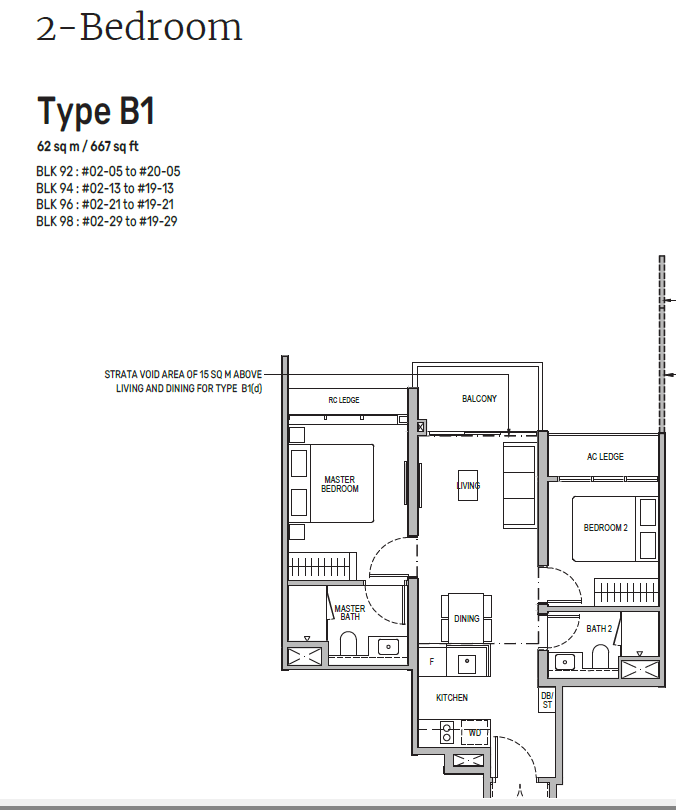 2-Bedroom
Type B1
62 sq m / 667 sq ft
BLK 92 : #02-05 to #20-05
BLK 94 : #02-13 to #19-13
BLK 96 : #02-21 to #19-21
BLK 98 : #02-29 to #19-29
STRATA VOID AREA OF 15 SQ M ABOVE
LIVING AND DINING FOR TYPE B1(d)
RC LEDGE
BALCONY
AC LEDGE
MASTER
BEDROOM
LIVING
BEDROOM 2
MASTER
BATH
DINING
BATH 2
F
KITCHEN
DB/
ST
WD